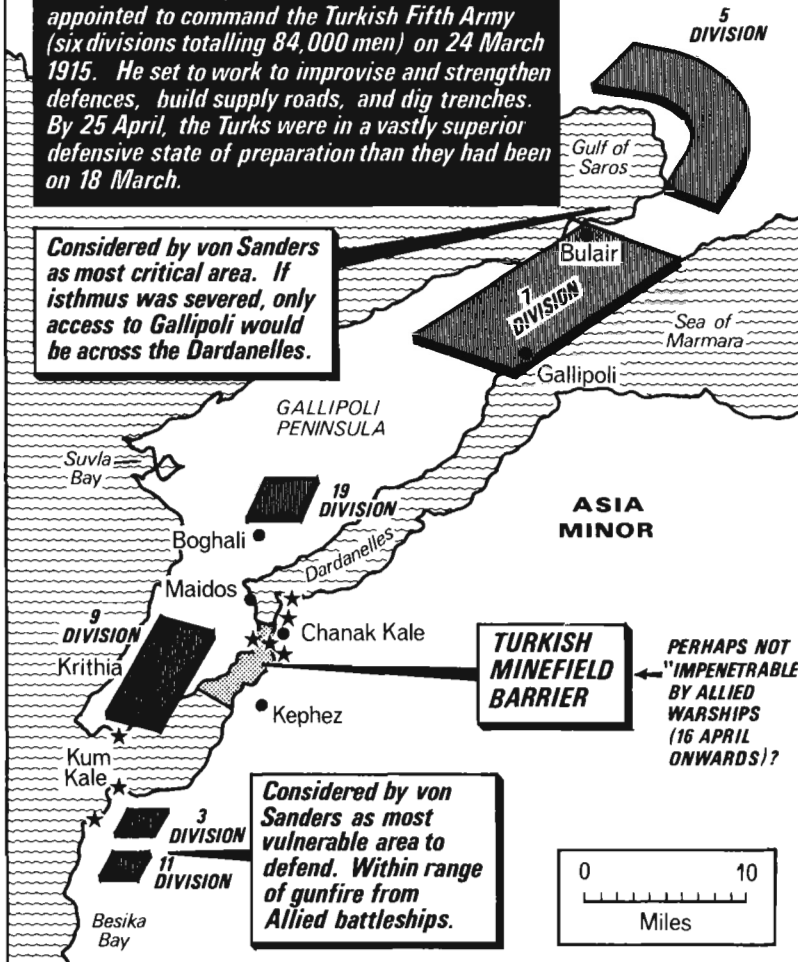 appointed to command the Turkish Fifth Army
(six divisions totalling 84,000 men) on 24 March
1915. He set to work to improvise and strengthen
defences, build supply roads, and dig trenches.
By 25 April, the Turks were in a vastly superior
defensive state of preparation than they had been
on 18 March.
5
DIVISION
Gulf of
Saros
Considered by von Sanders
as most critical area. If
isthmus was severed, only
access to Gallipoli would
be across the Dardanelles.
Bulair
7
DIVISION
Sea of
Marmara
Gallipoli
GALLIPOLI
PENINSULA
Suvla
Bay
19
DIVISION
ASIA
MINOR
Boghali
Dardanelles
Maidos
9
DIVISION
Chanak Kale
Krithia
TURKISH
MINEFIELD
BARRIER
PERHAPS NOT
"IMPENETRABLE
BY ALLIED
WARSHIPS
(16 APRIL
ONWARDS)?
Kephez
Kum
Kale
3
DIVISION
11
DIVISION
Considered by von
Sanders as most
vulnerable area to
defend. Within range
of gunfire from
Allied battleships.
Besika
Bay
0 10
Miles